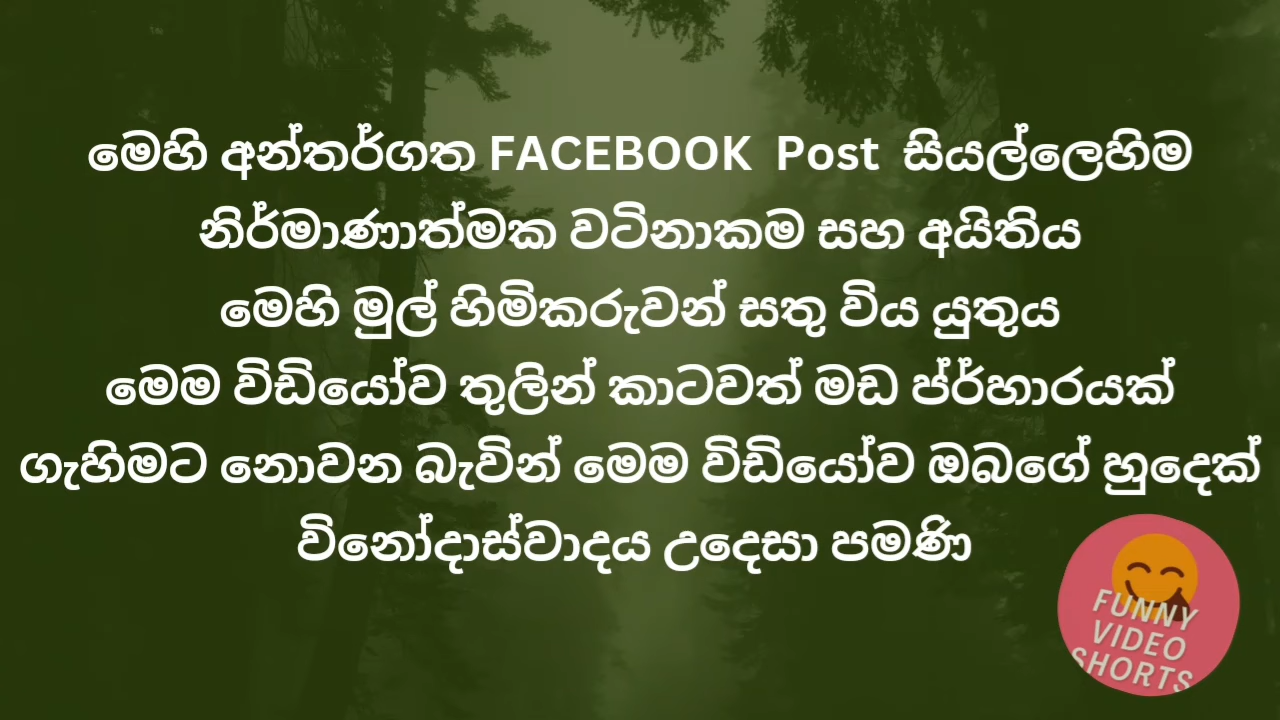 මෙහි අන්තර්ගත FACEBOOK Post සියල්ලෙහිම
නිර්මාණාත්මක වටිනාකම සහ අයිතිය
මෙහි මුල් හිමිකරුවන් සතු විය යුතුය
මෙම විඩියෝව තුලින් කාටවත් මඩ ප්ර්හාරයක්
ගැහිමට නොවන බැවින් මෙම විඩියෝව ඔබගේ හුදෙක්
විනෝදාස්වාදය උදෙසා පමණි
FUNNY
VIDEO
SHORTS